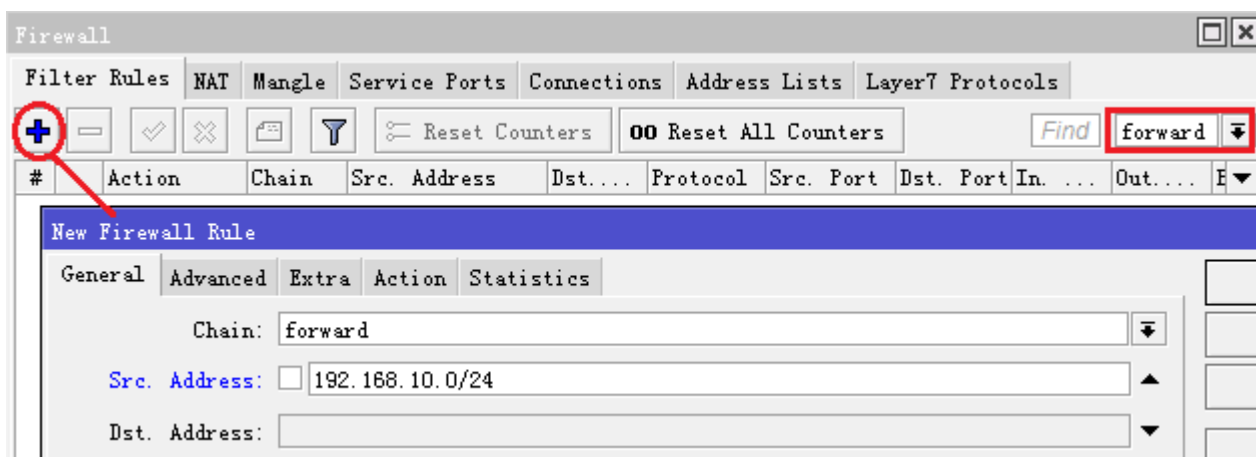 Firewall
Filter Rules NAT Mangle Service Ports Connections Address Lists Layer7 Protocols
Reset Counters 00 Reset All Counters Find forward
# Action Chain Src. Address Dst.... Protocol Src. Port Dst. Port In. ... Out....
New Firewall Rule
General Advanced Extra Action Statistics
Chain: forward
Src. Address: 192.168.10.0/24
Dst. Address: